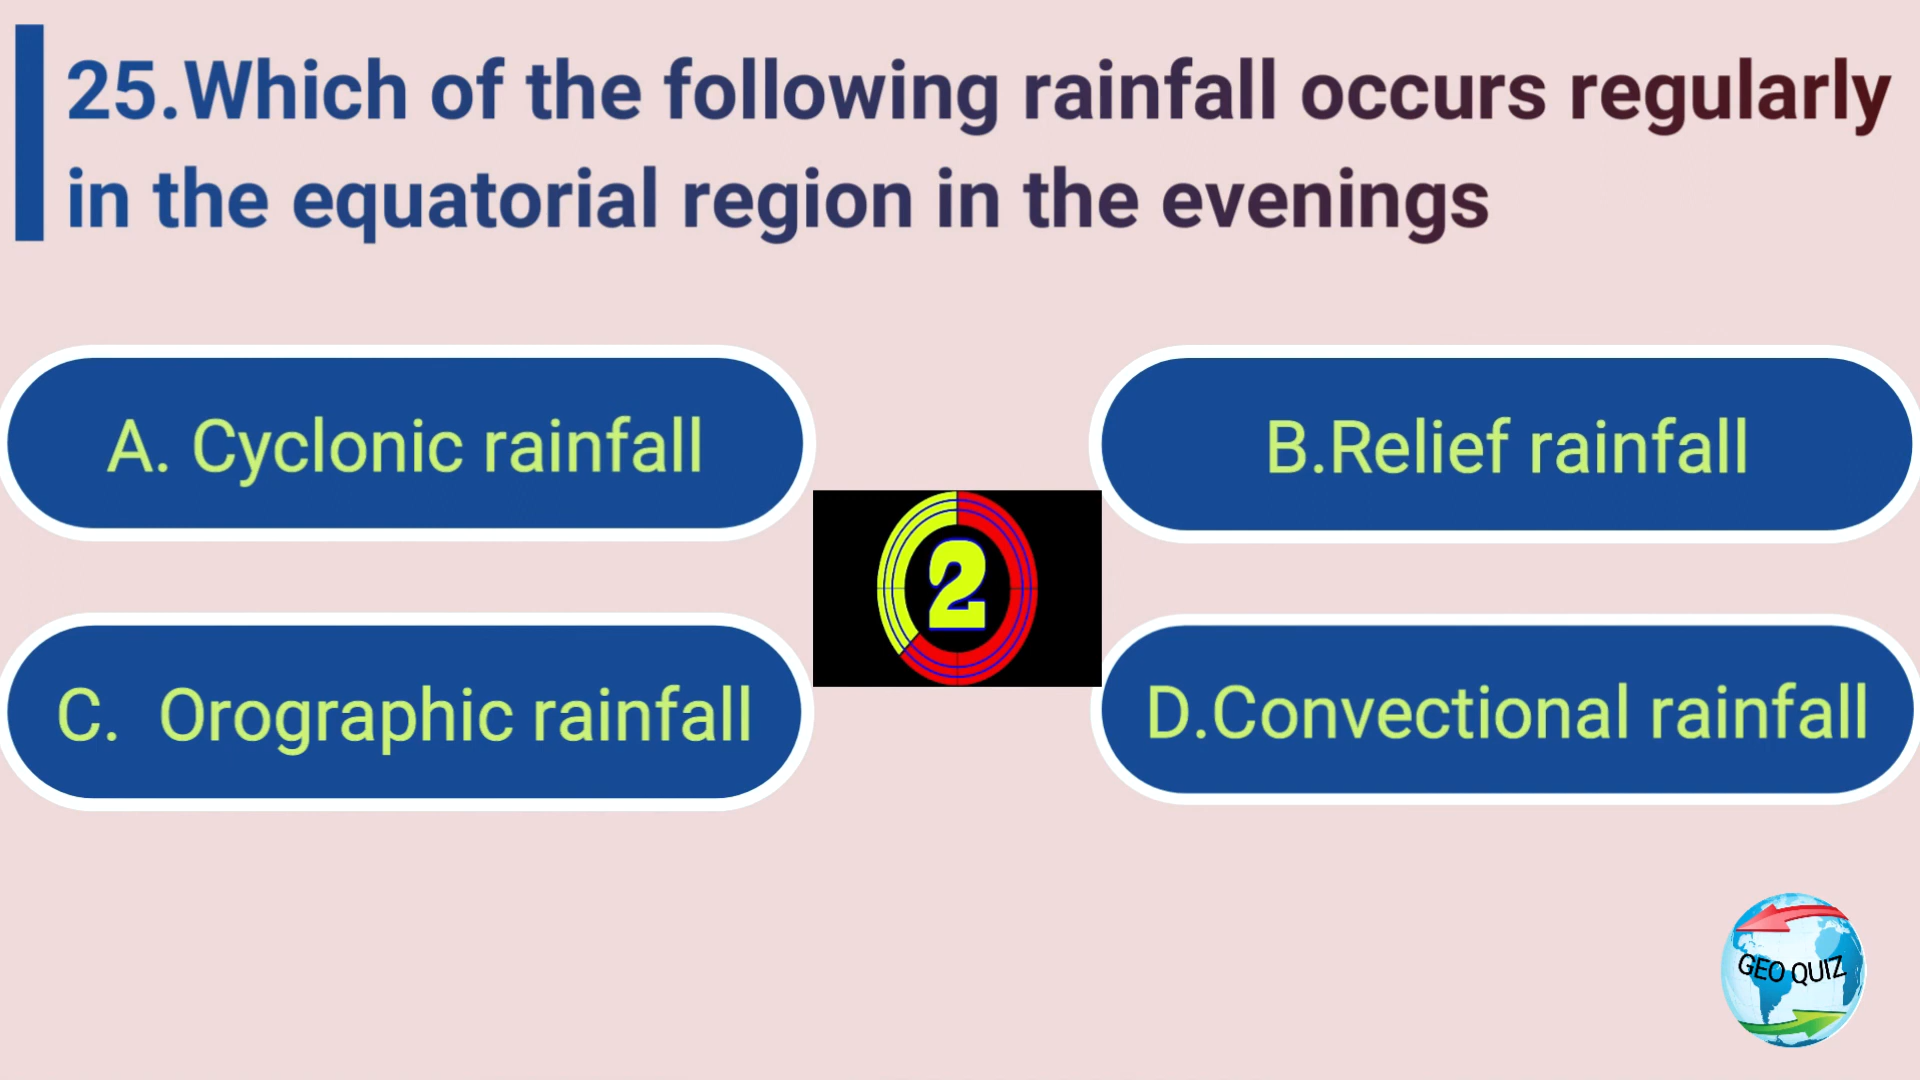 25.Which of the following rainfall occurs regularly
in the equatorial region in the evenings
A. Cyclonic rainfall
B.Relief rainfall
2
C. Orographic rainfall
D.Convectional rainfall
GEO QUIZ